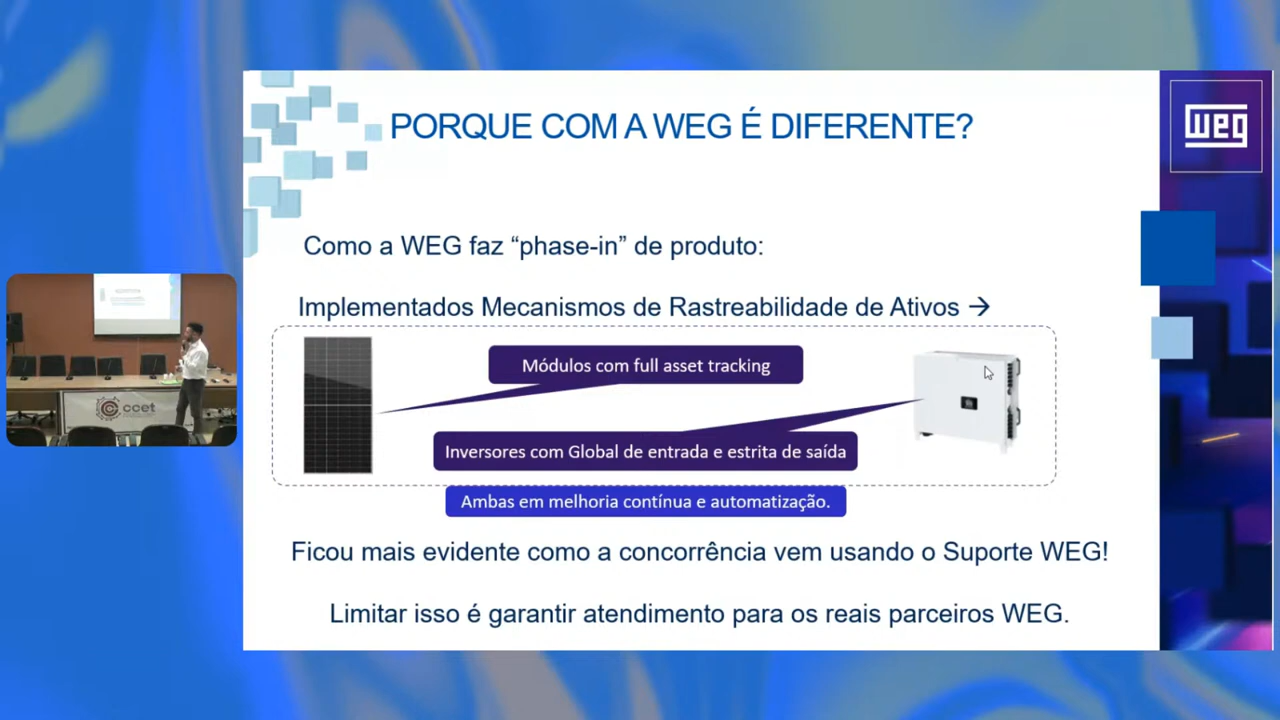 PORQUE COM A WEG É DIFERENTE?
weg
Como a WEG faz “phase-in” de produto:
Implementados Mecanismos de Rastreabilidade de Ativos →
Módulos com full asset tracking
Inversores com Global de entrada e estrita de saída
Ambas em melhoria contínua e automatização.
ccet
Ficou mais evidente como a concorrência vem usando o Suporte WEG!
Limitar isso é garantir atendimento para os reais parceiros WEG.